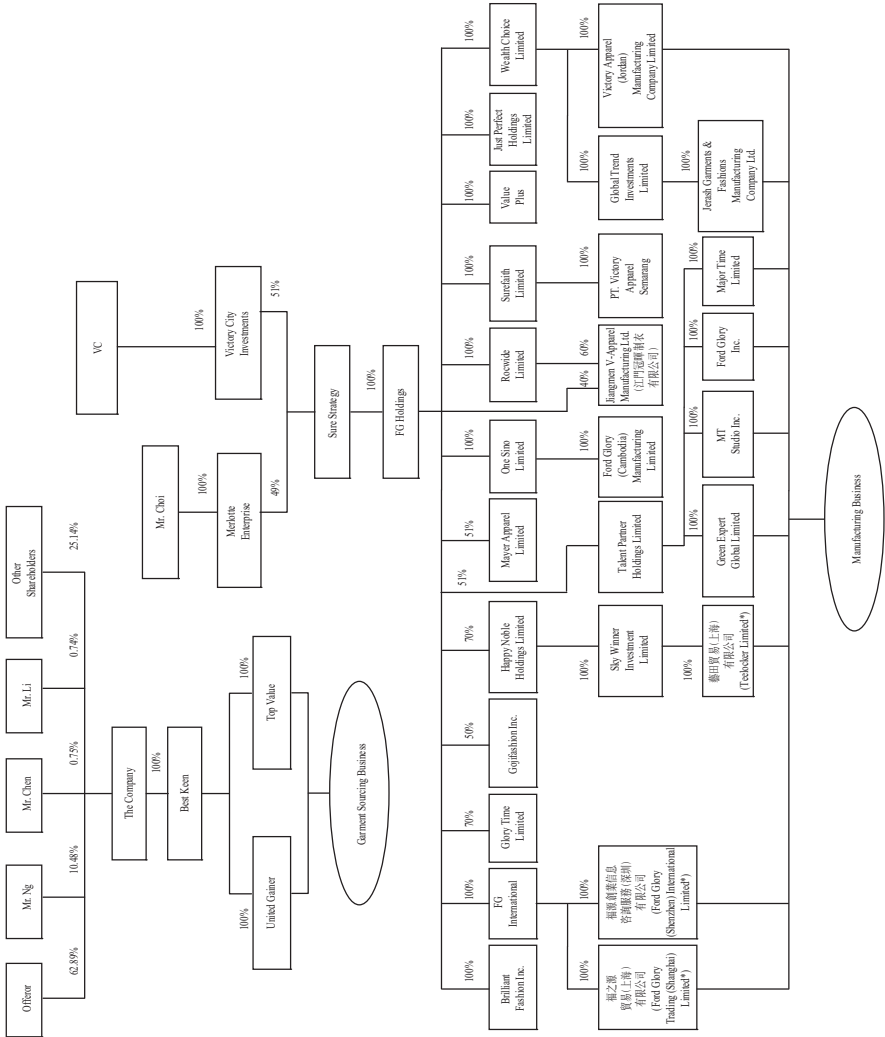 Offeror
Mr. Ng
Mr. Chen
Mr. Li
Other
Shareholders
62.89%
10.48%
0.75%
0.74%
25.14%
The Company
100%
Best Keen
100%
100%
United Gainer
Top Value
Garment Sourcing Business
Mr. Choi
100%
Merlotte
Enterprise
49%
VC
100%
Victory City
Investments
51%
Sure Strategy
100%
FG Holdings
100%
100%
70%
50%
70%
51%
51%
100%
100%
100%
100%
100%
100%
Brilliant
Fashion Inc.
FG
International
Glory Time
Limited
Gojifashion Inc.
Happy Noble
Holdings Limited
Mayer Apparel
Limited
One Sino
Limited
Rocwide
Limited
Surefaith
Limited
Value
Plus
Just Perfect
Holdings
Limited
Wealth Choice
Limited
100%
100%
100%
100%
40%
60%
100%
100%
100%
福之源
貿易(上海)
有限公司
(Ford Glory
Trading (Shanghai)
Limited*)
福源創業信息
咨詢服務(深圳)
有限公司
(Ford Glory
(Shenzhen) International
Limited*)
Sky Winner
Investment
Limited
Talent Partner
Holdings Limited
Ford Glory
(Cambodia)
Manufacturing
Limited
Jiangmen V-Apparel
Manufacturing Ltd.
(江門冠暉制衣
有限公司)
PT. Victory
Apparel
Semarang
Global Trend
Investments
Limited
Victory Apparel
(Jordan)
Manufacturing
Company Limited
100%
100%
100%
100%
100%
100%
藝田貿易(上海)
有限公司
(Teelocker Limited*)
Green Expert
Global Limited
MT
Studio Inc.
Ford Glory
Inc.
Major Time
Limited
Jerash Garments &
Fashions
Manufacturing
Company Ltd.
Manufacturing Business